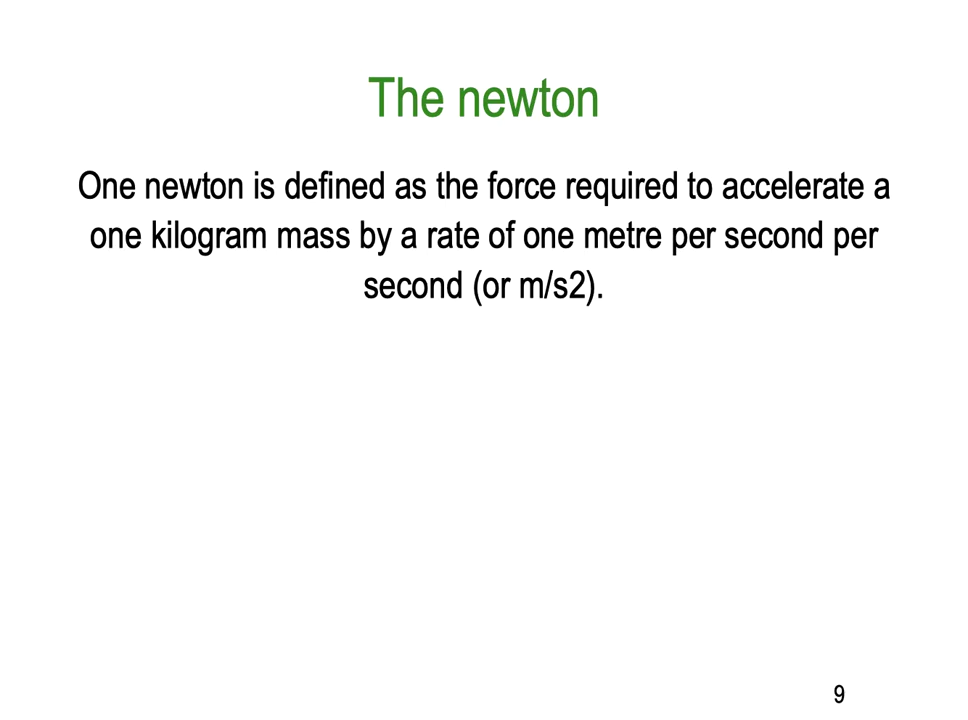 The newton
One newton is defined as the force required to accelerate a
one kilogram mass by a rate of one metre per second per
second (or m/s2).
9